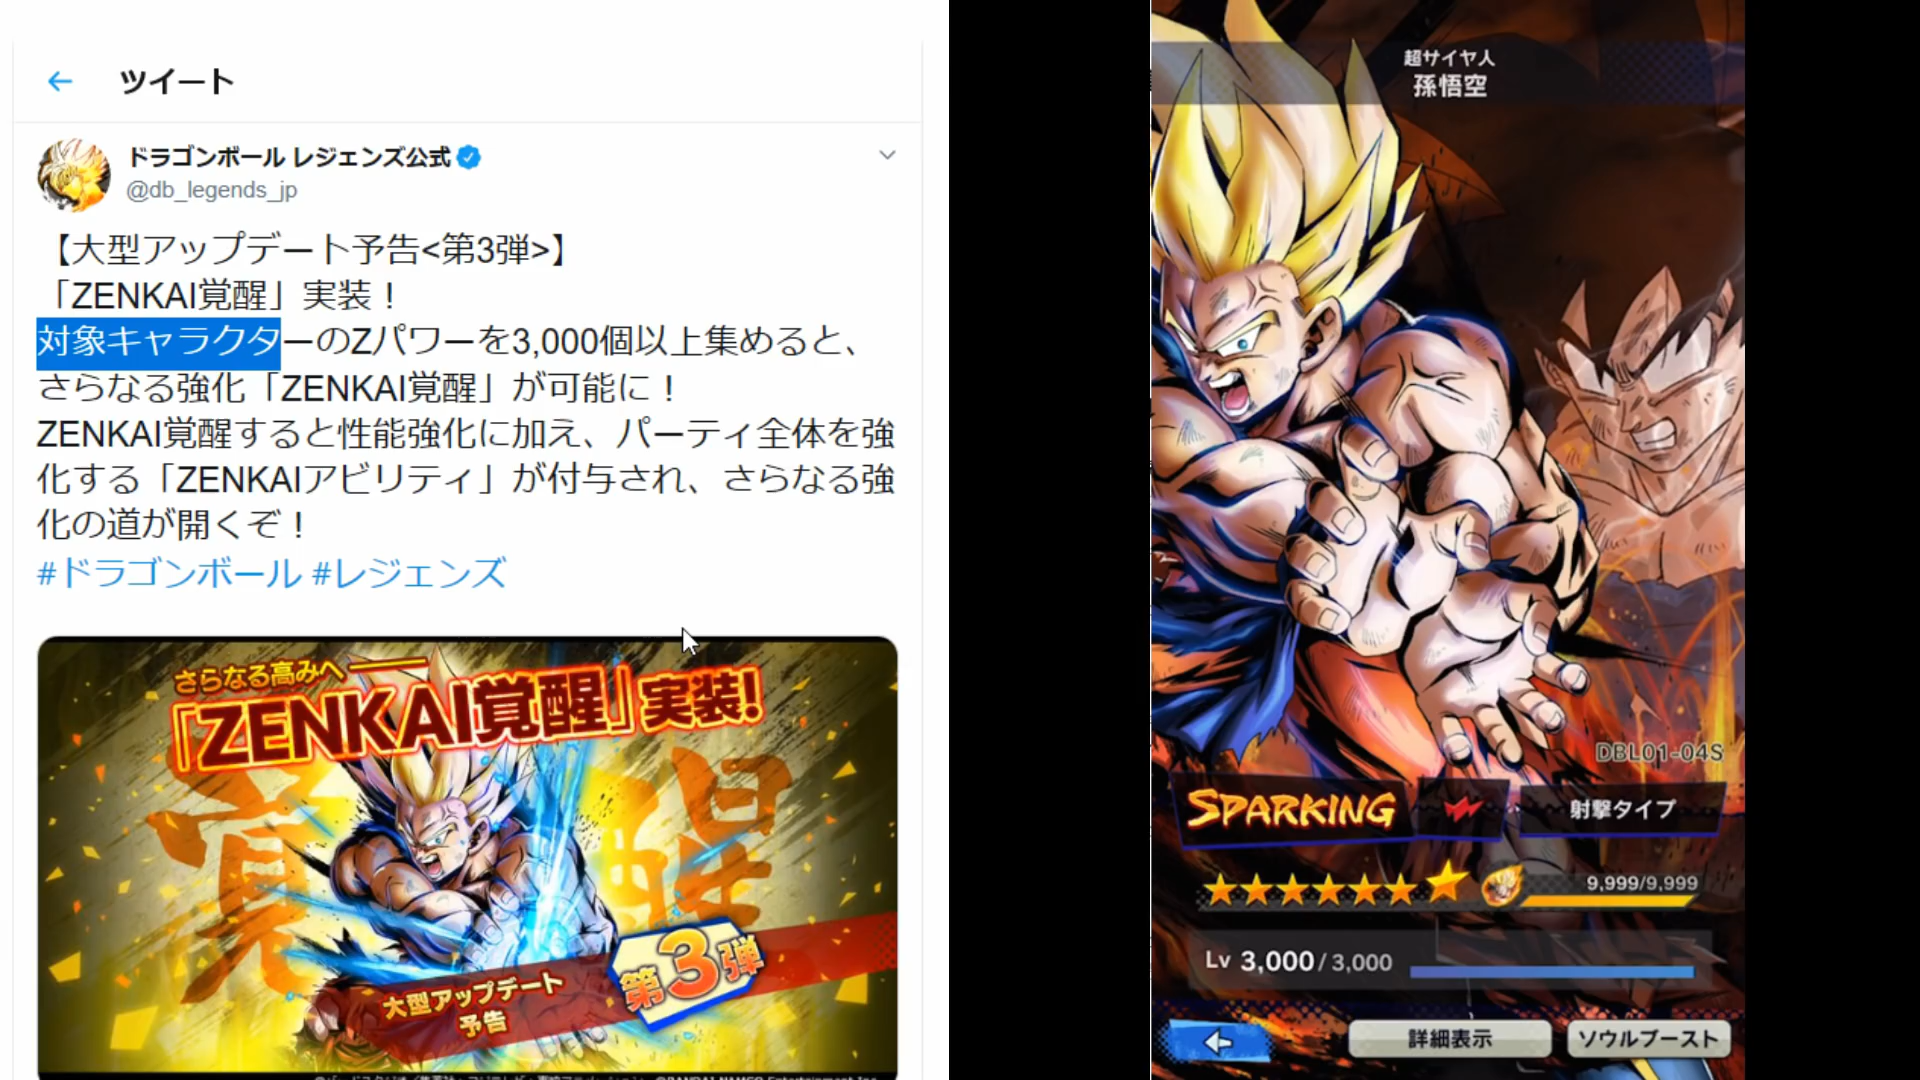 ツイート
ドラゴンボール レジェンズ公式
@db_legends_jp
【大型アップデート予告<第3弾>】
「ZENKAI覚醒」実装！
対象キャラクターのZパワーを3,000個以上集めると、
さらなる強化「ZENKAI覚醒」が可能に！
ZENKAI覚醒すると性能強化に加え、パーティ全体を強
化する「ZENKAIアビリティ」が付与され、さらなる強
化の道が開くぞ！
#ドラゴンボール #レジェンズ
さらなる高みへ
「ZENKAI覚醒」実装!
覚醒
大型アップデート
予告
第3弾
超サイヤ人
孫悟空
DBL01-04S
SPARKING
射撃タイプ
9,999/9,999
Lv 3,000/3,000
詳細表示
ソウルブースト